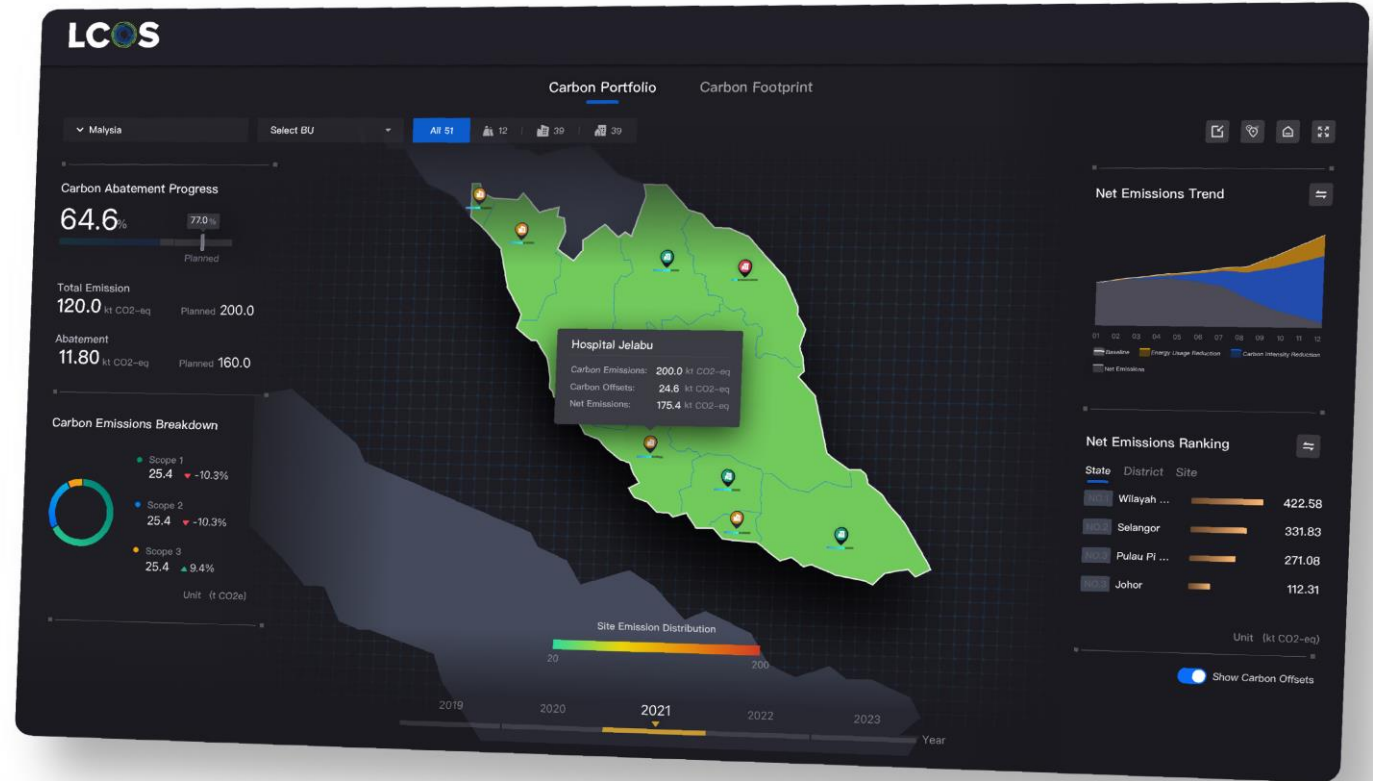 LCOS
Carbon Portfolio
Carbon Footprint
Malysia
Select BU
All 51
12
39
39
Carbon Abatement Progress
64.6%
77.0%
Planned
Total Emission
120.0 kt CO2-eq
Planned 200.0
Abatement
11.80 kt CO2-eq
Planned 160.0
Carbon Emissions Breakdown
Scope 1
25.4 -10.3%
Scope 2
25.4 -10.3%
Scope 3
25.4 9.4%
Unit (t CO2e)
Hospital Jelabu
Carbon Emissions: 200.0 kt CO2-eq
Carbon Offsets: 24.6 kt CO2-eq
Net Emissions: 175.4 kt CO2-eq
Site Emission Distribution
20 200
2019 2020 2021 2022 2023
Year
Net Emissions Trend
01 02 03 04 05 06 07 08 09 10 11 12
Baseline Energy Usage Reduction Carbon Intensity Reduction
Net Emissions
Net Emissions Ranking
State District Site
NO.1 Wilayah ... 422.58
NO.2 Selangor 331.83
NO.2 Pulau Pi ... 271.08
NO.3 Johor 112.31
Unit (kt CO2-eq)
Show Carbon Offsets